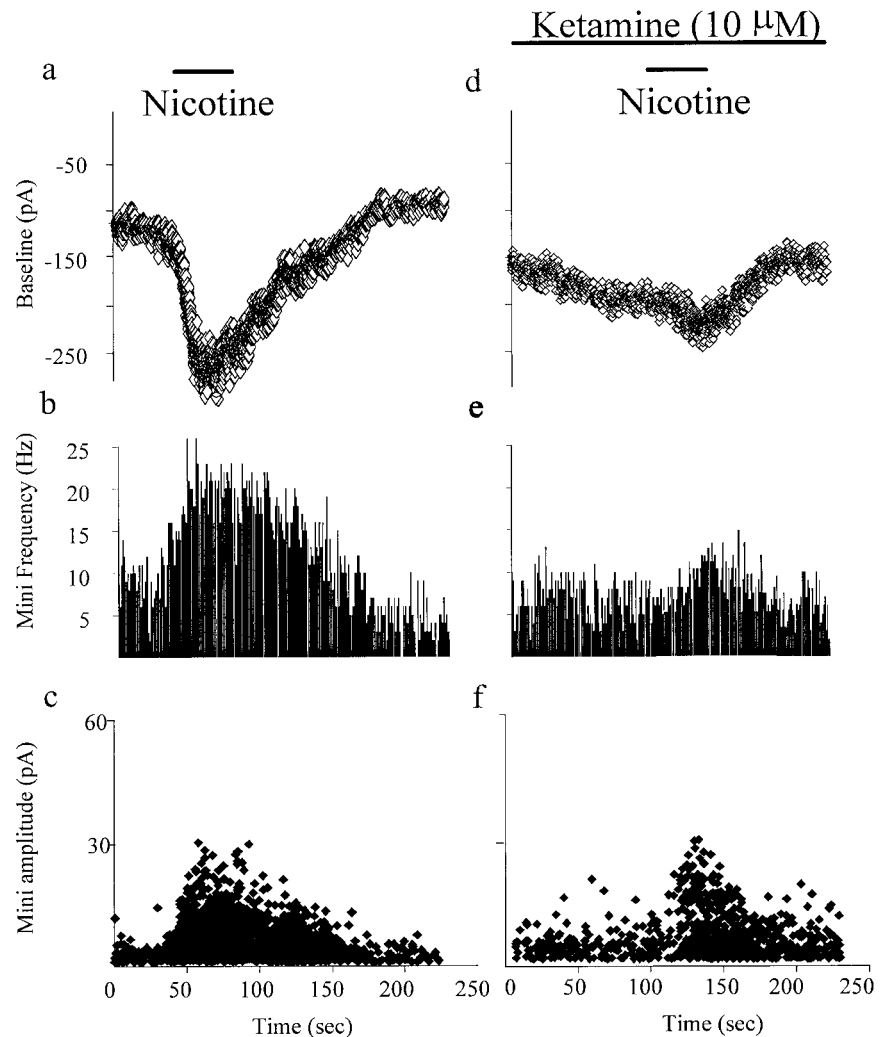 Ketamine (10 μM)
a
d
Nicotine
Nicotine
Baseline (pA)
-50
-150
-250
b
e
Mini Frequency (Hz)
25
20
15
10
5
c
f
Mini amplitude (pA)
60
30
0 50 100 150 200 250
0 50 100 150 200 250
Time (sec)
Time (sec)